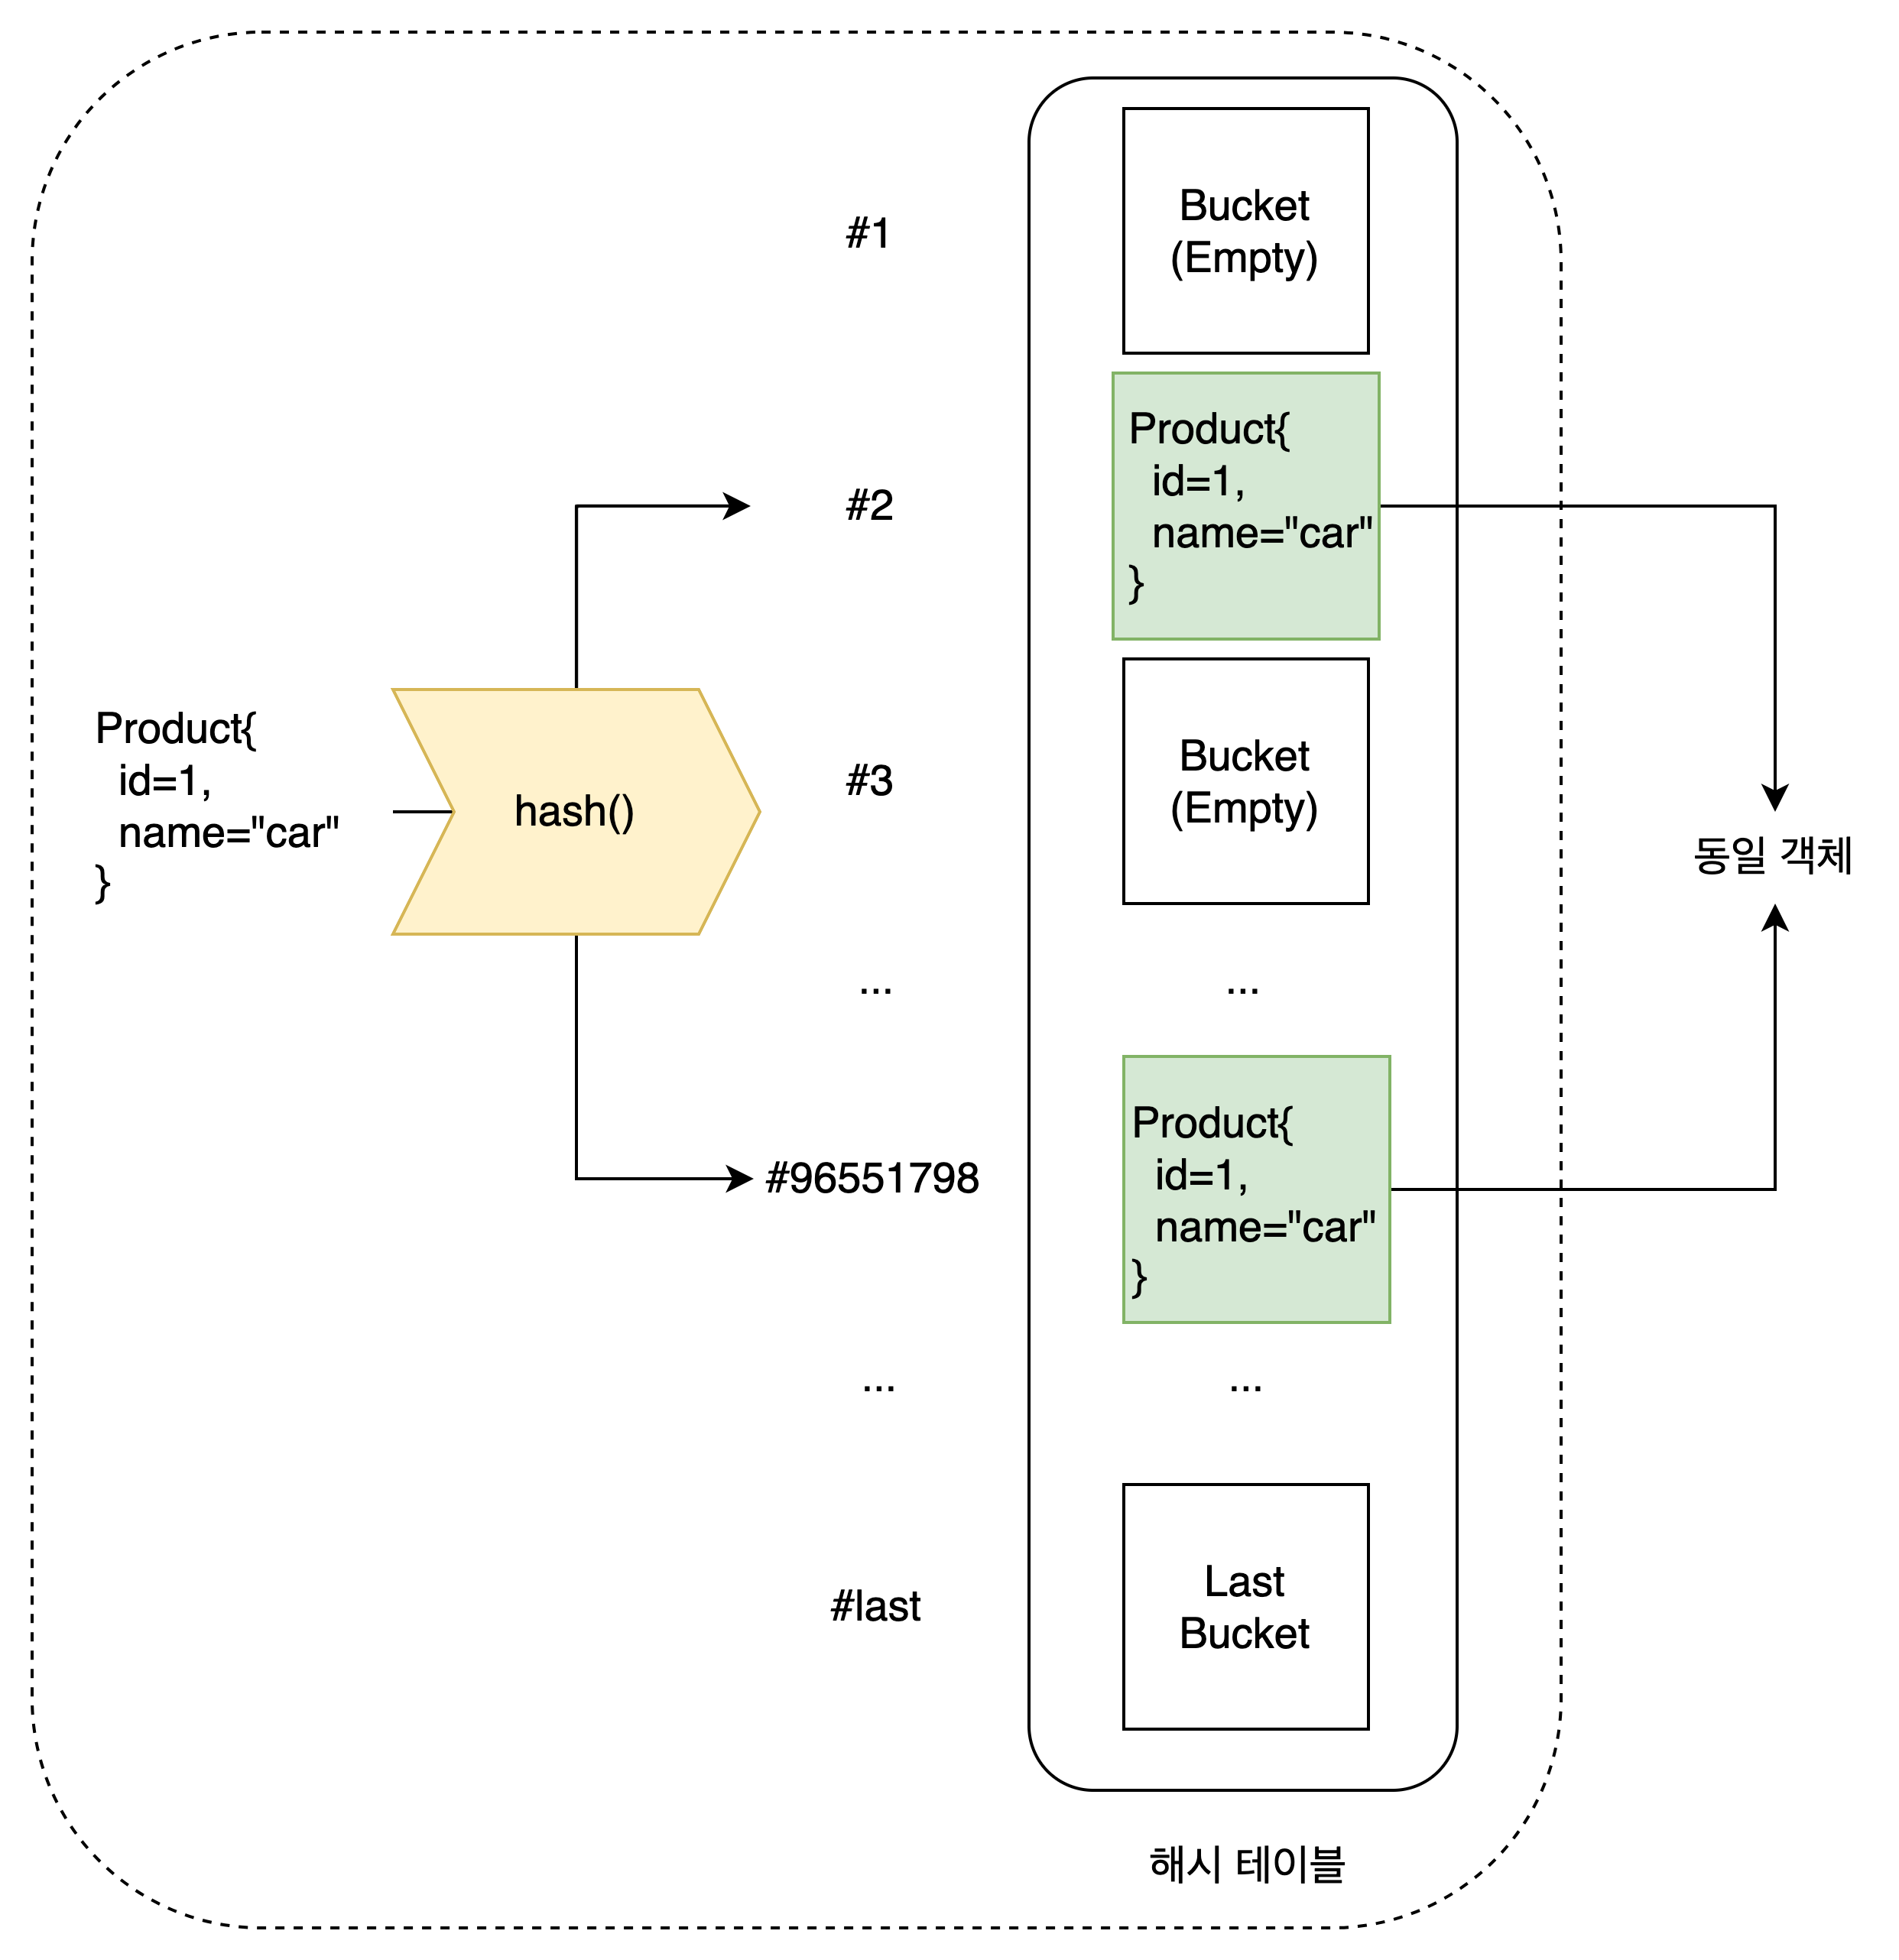 #1
Bucket
(Empty)
#2
Product{
id=1,
name="car"
}
Product{
id=1,
name="car"
}
hash()
#3
Bucket
(Empty)
동일 객체
...
...
#96551798
Product{
id=1,
name="car"
}
...
...
#last
Last
Bucket
해시 테이블